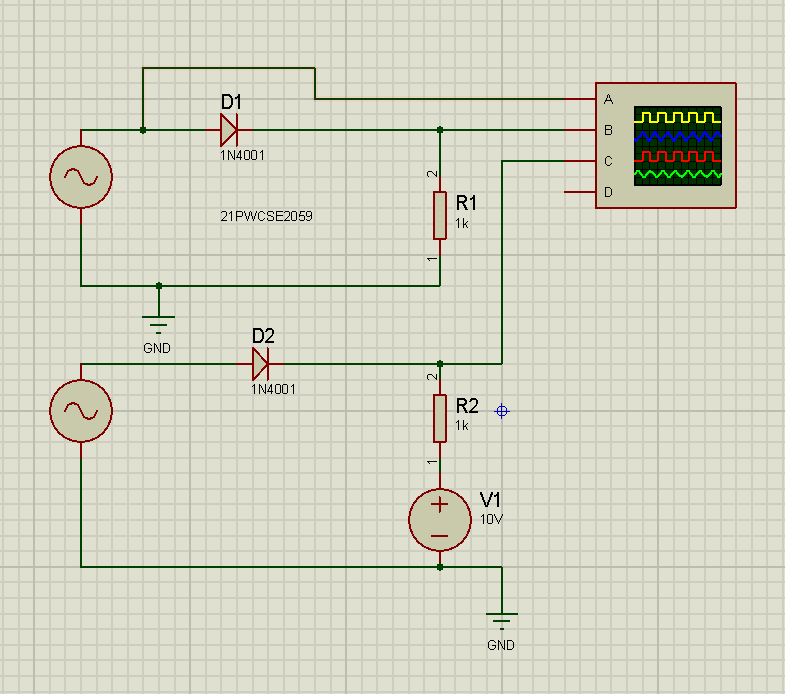 D1
1N4001
A
B
C
D
2
R1
1k
1
21PWCSE2059
GND
D2
1N4001
2
R2
1k
1
V1
10V
GND